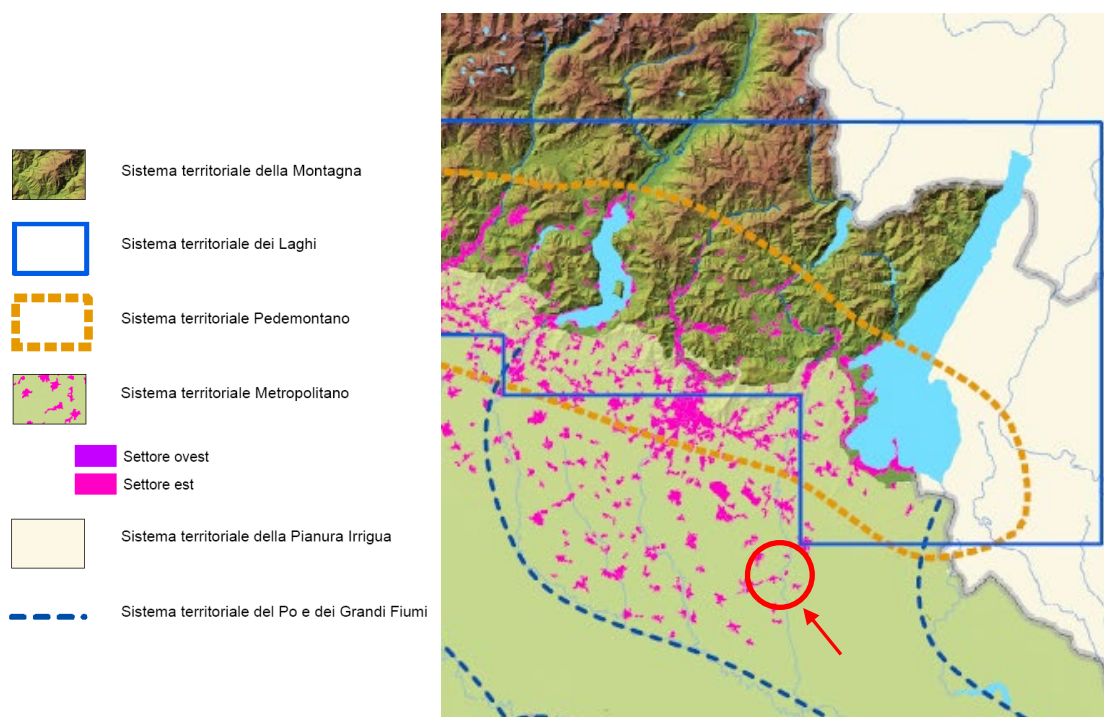 Sistema territoriale della Montagna
Sistema territoriale dei Laghi
Sistema territoriale Pedemontano
Sistema territoriale Metropolitano
Settore ovest
Settore est
Sistema territoriale della Pianura Irrigua
Sistema territoriale del Po e dei Grandi Fiumi